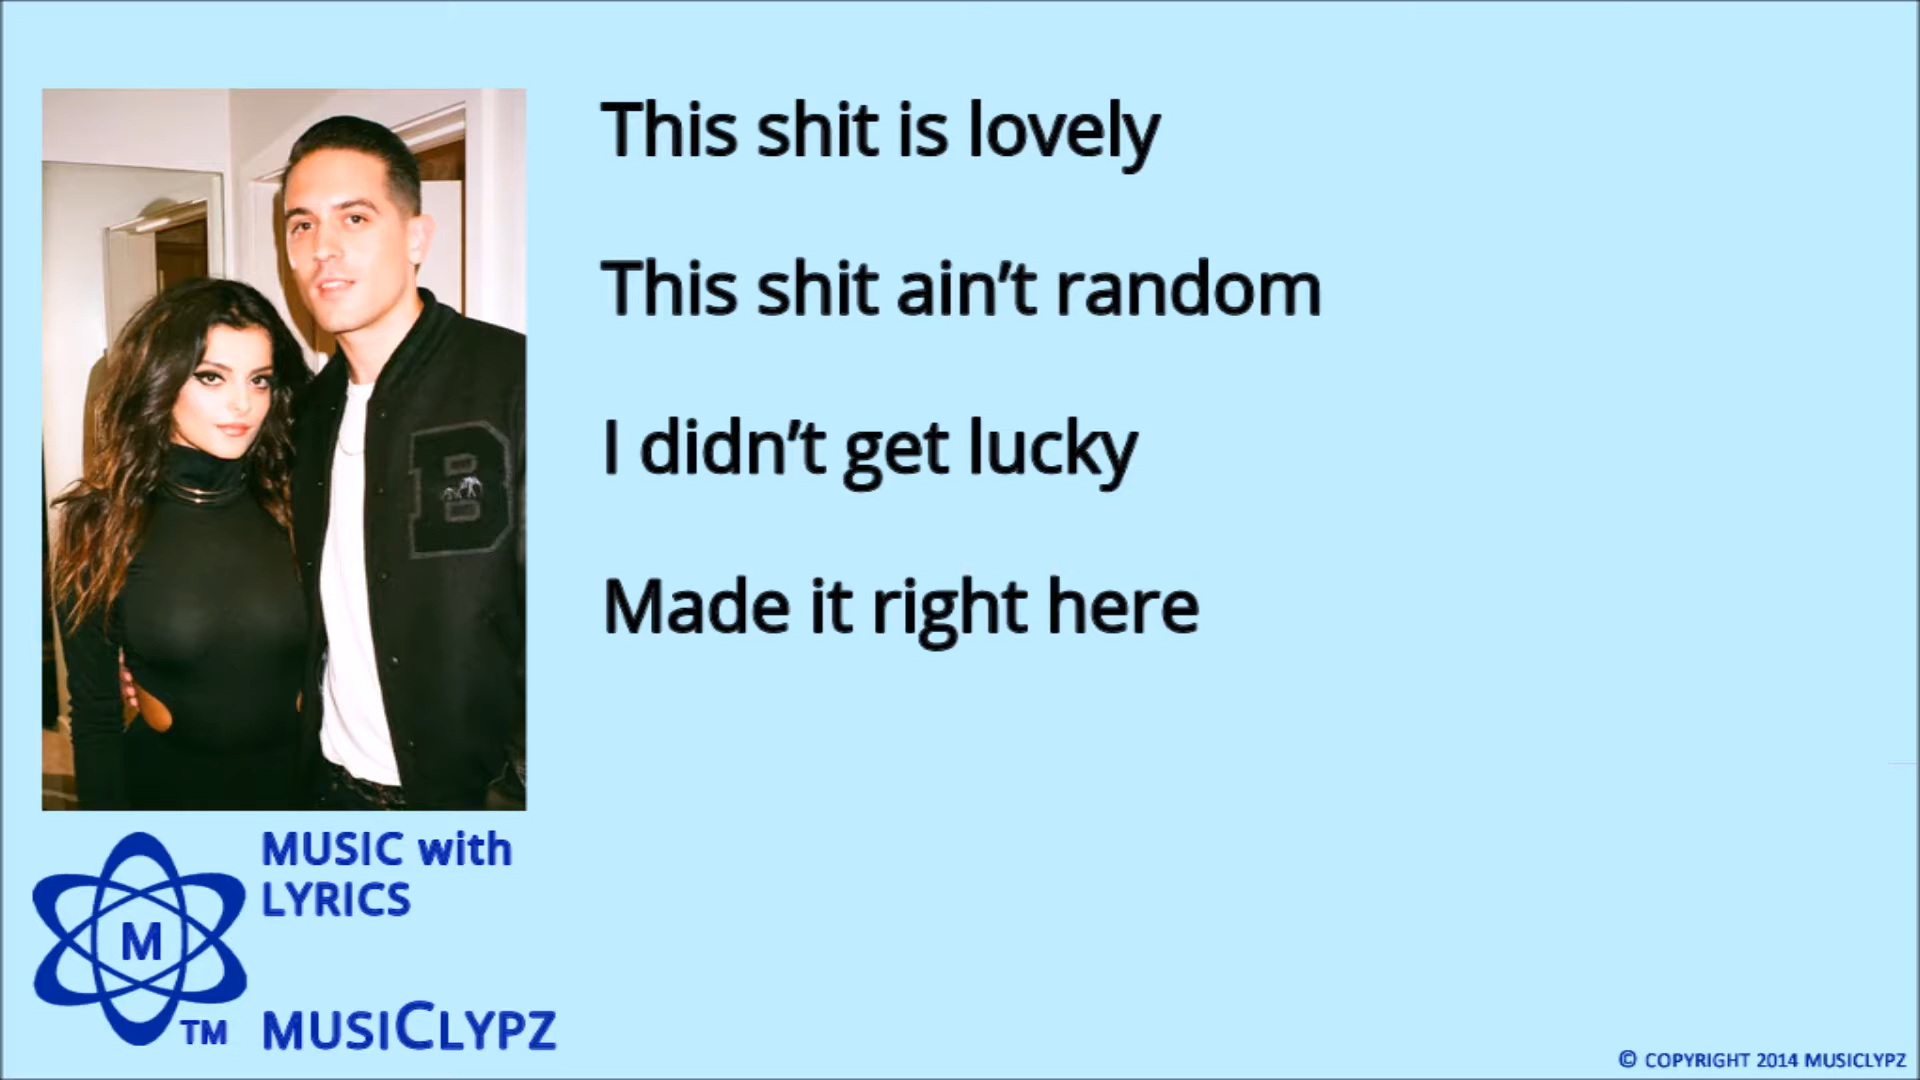 This shit is lovely
This shit ain’t random
I didn’t get lucky
Made it right here
B
MUSIC with
LYRICS
M
TM
MUSICLYPZ
© COPYRIGHT 2014 MUSICLYPZ